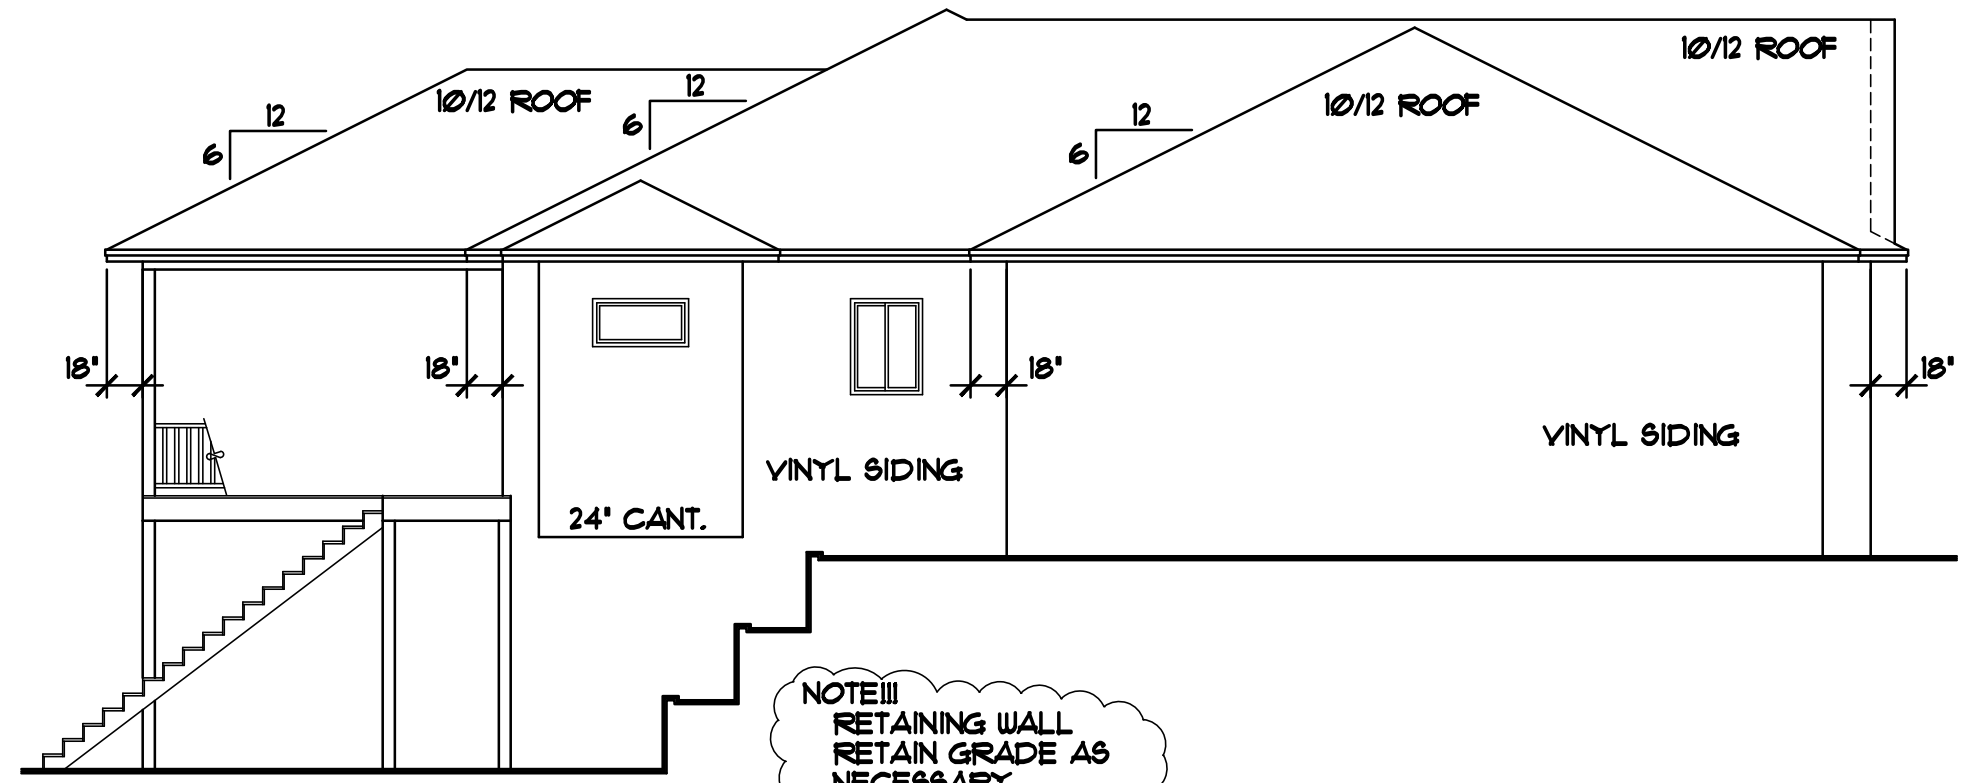 10/12 ROOF
12
10/12 ROOF
12
6
10/12 ROOF
12
6
6
18"
18"
18"
18"
VINYL SIDING
VINYL SIDING
24" CANT.
NOTE!!!
RETAINING WALL
RETAIN GRADE AS
NECESSARY